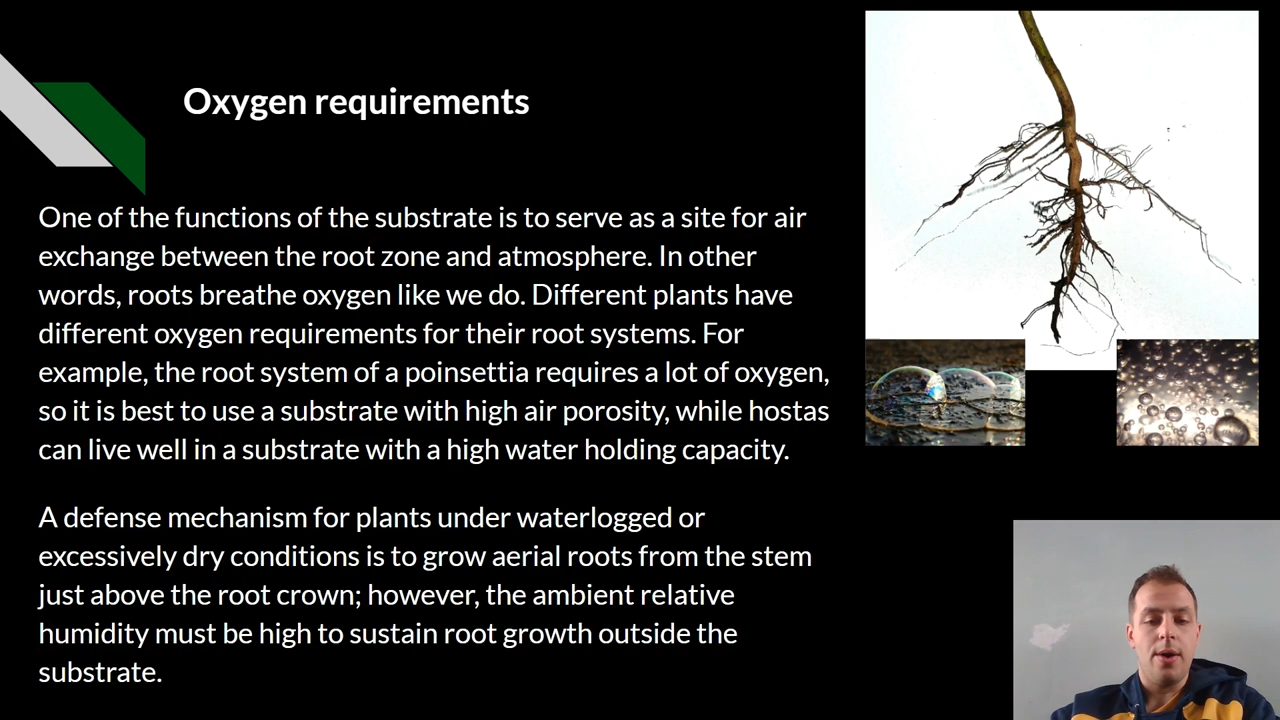 Oxygen requirements
One of the functions of the substrate is to serve as a site for air
exchange between the root zone and atmosphere. In other
words, roots breathe oxygen like we do. Different plants have
different oxygen requirements for their root systems. For
example, the root system of a poinsettia requires a lot of oxygen,
so it is best to use a substrate with high air porosity, while hostas
can live well in a substrate with a high water holding capacity.
A defense mechanism for plants under waterlogged or
excessively dry conditions is to grow aerial roots from the stem
just above the root crown; however, the ambient relative
humidity must be high to sustain root growth outside the
substrate.